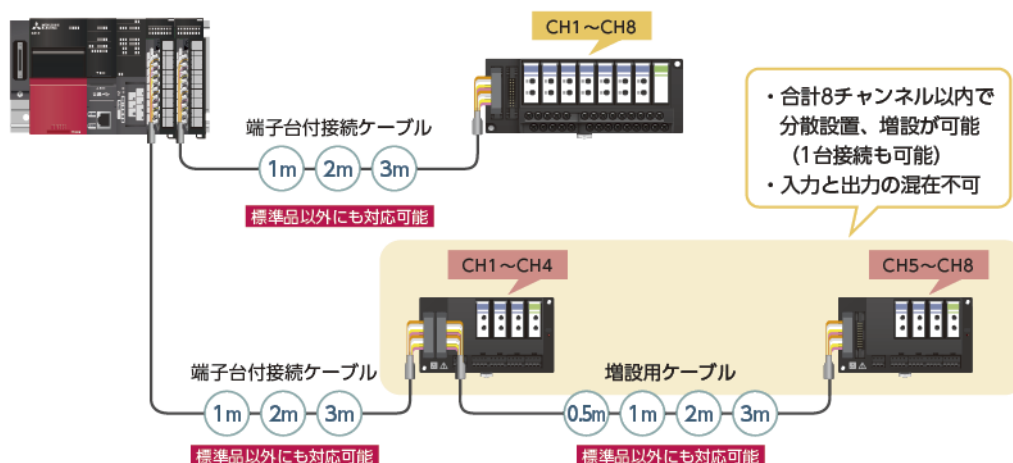 CH1～CH8
・合計8チャンネル以内で
分散設置、増設が可能
(1台接続も可能)
・入力と出力の混在不可
端子台付接続ケーブル
1m 2m 3m
標準品以外にも対応可能
CH1～CH4
CH5～CH8
端子台付接続ケーブル
1m 2m 3m
標準品以外にも対応可能
増設用ケーブル
0.5m 1m 2m 3m
標準品以外にも対応可能